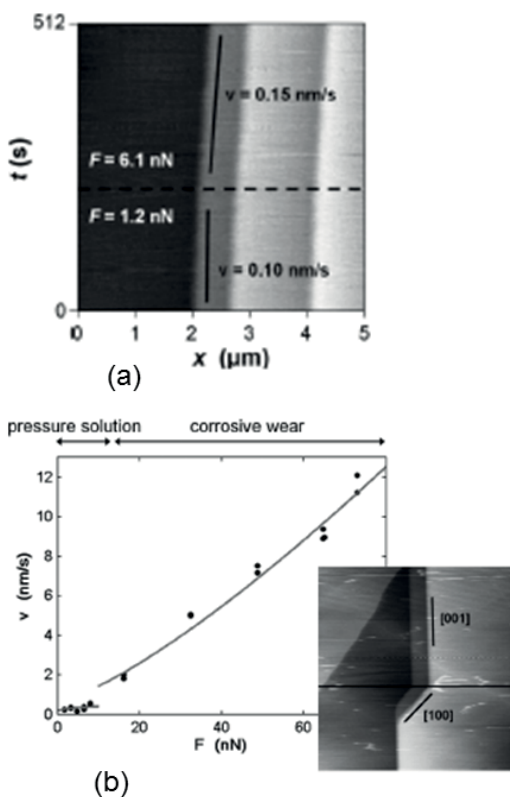 512
t (s)
v = 0.15 nm/s
F = 6.1 nN
F = 1.2 nN
v = 0.10 nm/s
0
0 1 2 3 4 5
x (µm)
(a)
pressure solution corrosive wear
12
10
8
6
4
2
0
v (nm/s)
0 20 40 60
F (nN)
[001]
[100]
(b)